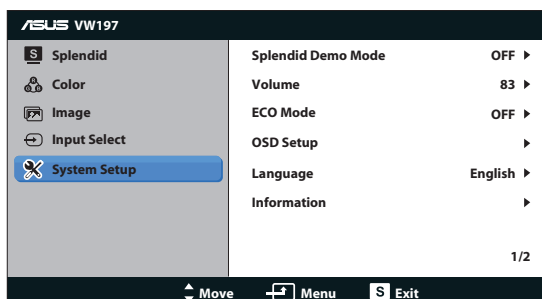 ASUS VW197
S Splendid
Color
Image
Input Select
System Setup
Splendid Demo Mode OFF
Volume 83
ECO Mode OFF
OSD Setup
Language English
Information
1/2
Move Menu S Exit